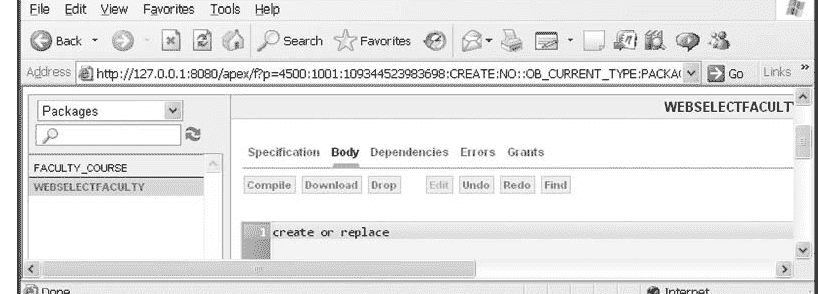 File Edit View Favorites Tools Help
Back Search Favorites
Address http://127.0.0.1:8080/apex/f?p=4500:1001:109344523983698:CREATE:NO::OB_CURRENT_TYPE:PACKA Go Links »
Packages WEBSELECTFACULT
Specification Body Dependencies Errors Grants
FACULTY_COURSE
WEBSELECTFACULTY Compile Download Drop Edit Undo Redo Find
1 create or replace
Done Internet